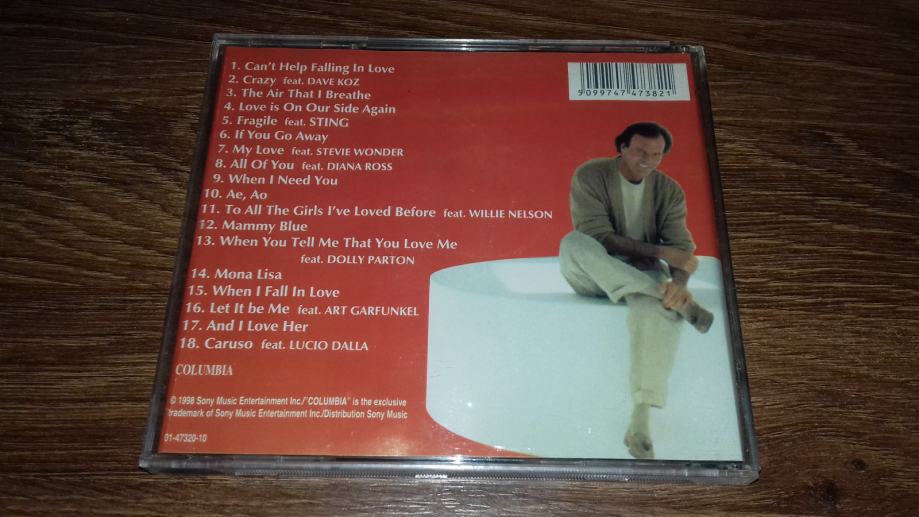 1. Can't Help Falling In Love
2. Crazy feat. DAVE KOZ
3. The Air That I Breathe
4. Love is On Our Side Again
5. Fragile feat. STING
6. If You Go Away
7. My Love feat. STEVIE WONDER
8. All Of You feat. DIANA ROSS
9. When I Need You
10. Ae, Ao
11. To All The Girls I've Loved Before feat. WILLIE NELSON
12. Mammy Blue
13. When You Tell Me That You Love Me
feat. DOLLY PARTON
14. Mona Lisa
15. When I Fall In Love
16. Let It be Me feat. ART GARFUNKEL
17. And I Love Her
18. Caruso feat. LUCIO DALLA
COLUMBIA
© 1998 Sony Music Entertainment Inc./"COLUMBIA" is the exclusive
trademark of Sony Music Entertainment Inc./Distribution Sony Music
01-47320-10
5099747473821